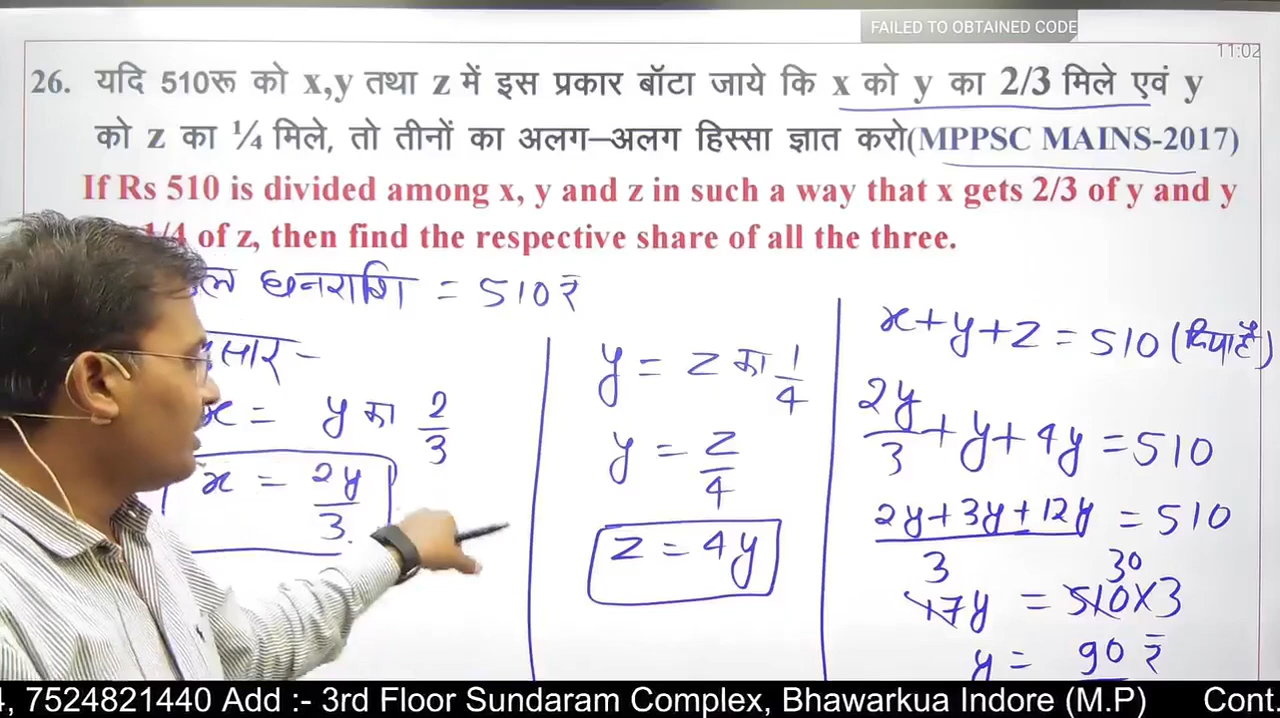 FAILED TO OBTAINED CODE
11:02
26. यदि 510रू को x,y तथा z में इस प्रकार बॉटा जाये कि x को y का 2/3 मिले एवं y
को z का ¼ मिले, तो तीनों का अलग–अलग हिस्सा ज्ञात करो(MPPSC MAINS-2017)
If Rs 510 is divided among x, y and z in such a way that x gets 2/3 of y and y
1/4 of z, then find the respective share of all the three.
धनराशि = 510₹
x = y का 2/3
x = 2y/3
y = z का 1/4
y = z/4
z = 4y
x+y+z = 510 (दिया है)
2y/3 + y + 4y = 510
2y+3y+12y/3 = 510
30
17y = 510×3
y = 90 ₹
4, 7524821440 Add :- 3rd Floor Sundaram Complex, Bhawarkua Indore (M.P) Cont.